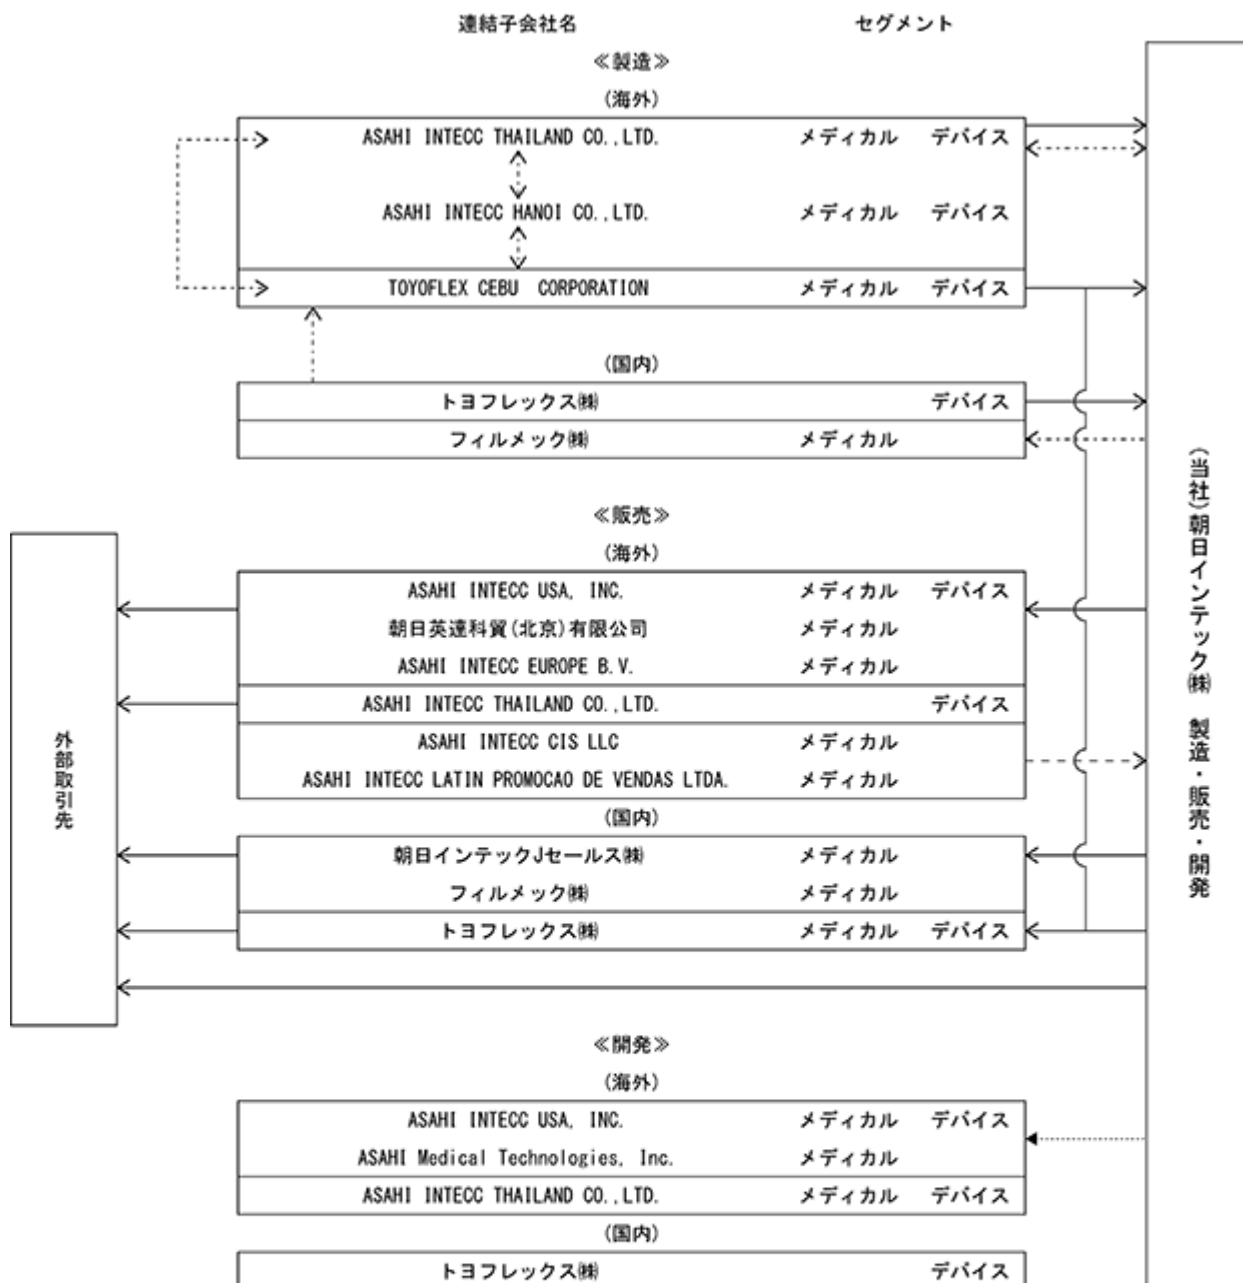 連結子会社名 セグメント
≪製造≫
(海外)
ASAHI INTECC THAILAND CO.,LTD. メディカル デバイス
ASAHI INTECC HANOI CO.,LTD. メディカル デバイス
TOYOFLEX CEBU CORPORATION メディカル デバイス
(国内)
トヨフレックス㈱ デバイス
フィルメック㈱ メディカル
≪販売≫
(海外)
ASAHI INTECC USA, INC. メディカル デバイス
朝日英達科貿(北京)有限公司 メディカル
ASAHI INTECC EUROPE B.V. メディカル
ASAHI INTECC THAILAND CO.,LTD. デバイス
ASAHI INTECC CIS LLC メディカル
ASAHI INTECC LATIN PROMOCAO DE VENDAS LTDA. メディカル
(国内)
朝日インテックJセールス㈱ メディカル
フィルメック㈱ メディカル
トヨフレックス㈱ メディカル デバイス
≪開発≫
(海外)
ASAHI INTECC USA, INC. メディカル デバイス
ASAHI Medical Technologies, Inc. メディカル
ASAHI INTECC THAILAND CO.,LTD. メディカル デバイス
(国内)
トヨフレックス㈱ デバイス
外部取引先
(当社)朝日インテック㈱ 製造・販売・開発